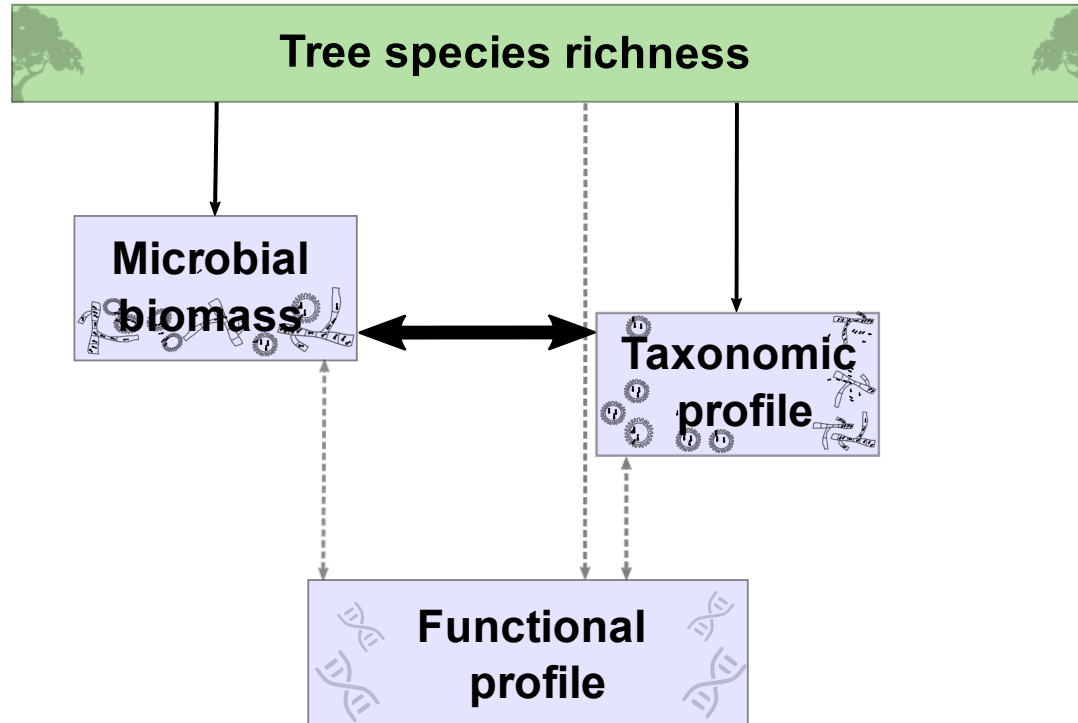 Tree species richness
Microbial
biomass
Taxonomic
profile
Functional
profile